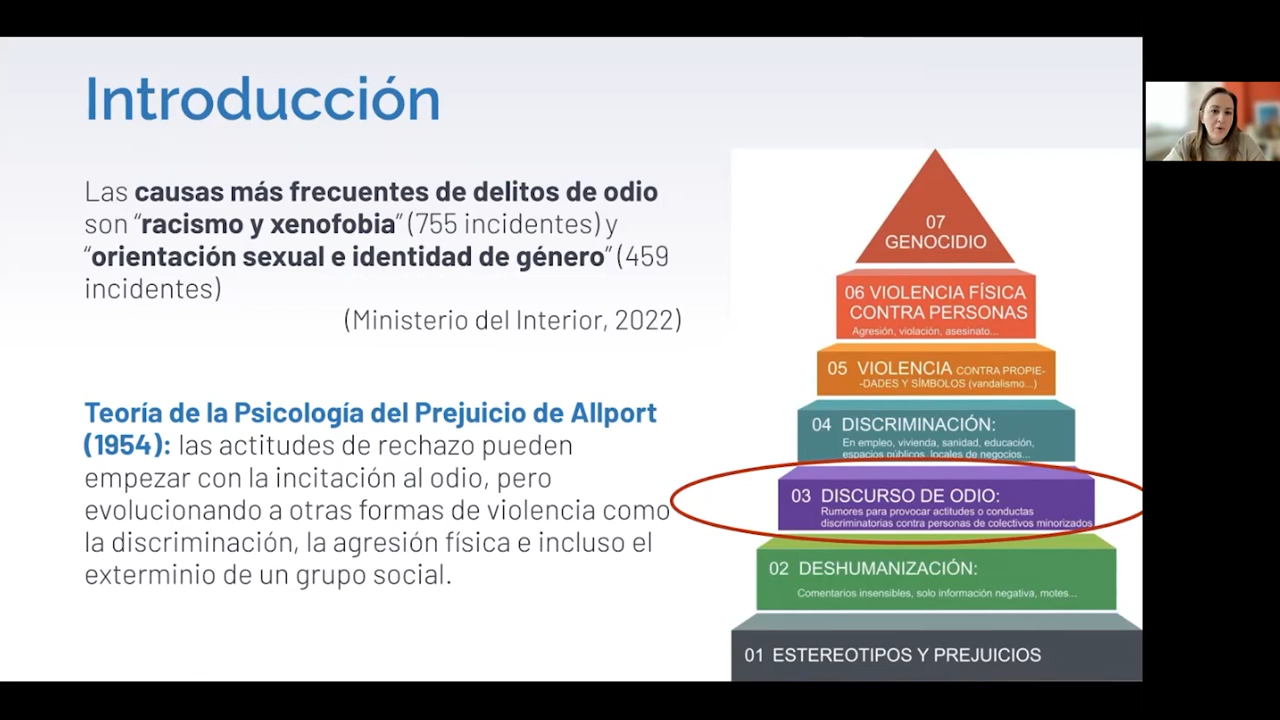 Introducción
Las causas más frecuentes de delitos de odio
son “racismo y xenofobia” (755 incidentes) y
“orientación sexual e identidad de género” (459
incidentes)
(Ministerio del Interior, 2022)
Teoría de la Psicología del Prejuicio de Allport
(1954): las actitudes de rechazo pueden
empezar con la incitación al odio, pero
evolucionando a otras formas de violencia como
la discriminación, la agresión física e incluso el
exterminio de un grupo social.
07
GENOCIDIO
06 VIOLENCIA FÍSICA
CONTRA PERSONAS
Agresión, violación, asesinato...
05 VIOLENCIA CONTRA PROPIE-
-DADES Y SÍMBOLOS (vandalismo...)
04 DISCRIMINACIÓN:
En empleo, vivienda, sanidad, educación,
espacios públicos, locales de negocios...
03 DISCURSO DE ODIO:
Rumores para provocar actitudes o conductas
discriminatorias contra personas de colectivos minorizados
02 DESHUMANIZACIÓN:
Comentarios insensibles, solo información negativa, motes...
01 ESTEREOTIPOS Y PREJUICIOS